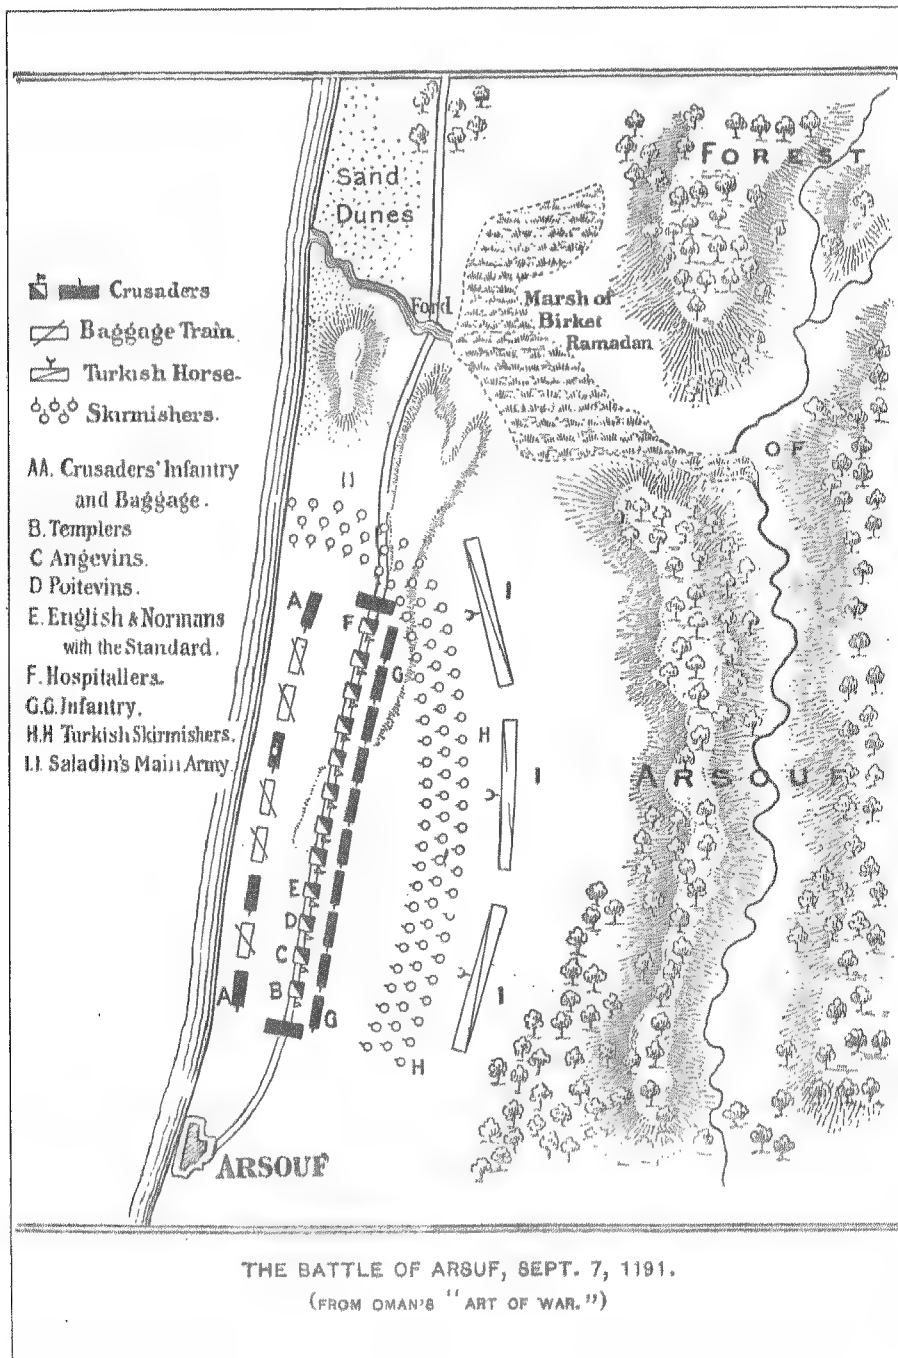 FOREST
Sand
Dunes
Crusaders
Ford
Marsh of
Birket
Ramadan
Baggage Train.
Turkish Horse.
Skirmishers.
OF
AA. Crusaders' Infantry
and Baggage.
B. Templers
C Angevins.
D Poitevins.
E. English & Normans
with the Standard.
F. Hospitallers.
G.G. Infantry.
H.H Turkish Skirmishers.
I.I. Saladin's Main Army.
II
A
I
F
G
H
I
ARSOUF
E
D
C
A
B
G
I
H
ARSOUF
THE BATTLE OF ARSUF, SEPT. 7, 1191.
(FROM OMAN'S "ART OF WAR.")